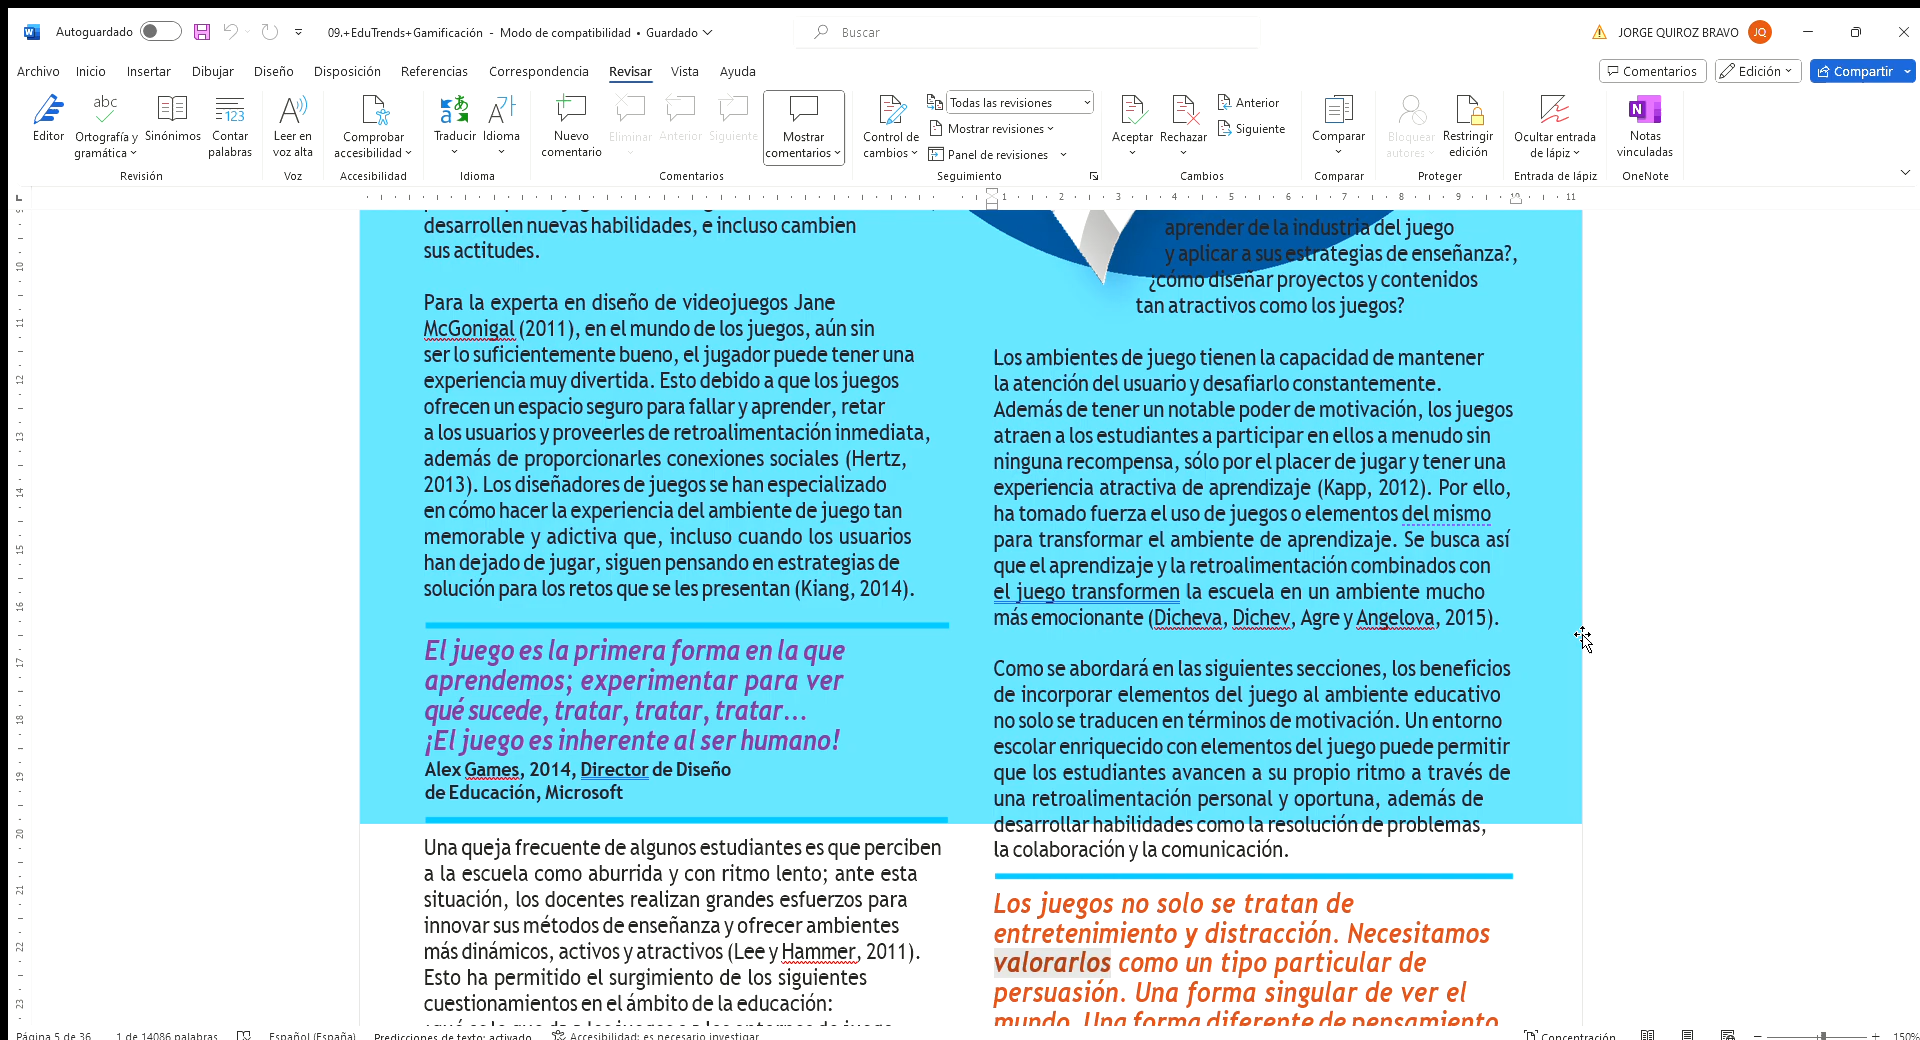 Autoguardado
09.+EduTrends+Gamificación - Modo de compatibilidad • Guardado
Buscar
JORGE QUIROZ BRAVO
JQ
Archivo Inicio Insertar Dibujar Diseño Disposición Referencias Correspondencia Revisar Vista Ayuda
Comentarios Edición Compartir
Editor
Ortografía y gramática
Sinónimos
Contar palabras
Leer en voz alta
Comprobar accesibilidad
Traducir
Idioma
Nuevo comentario
Eliminar
Anterior
Siguiente
Mostrar comentarios
Control de cambios
Todas las revisiones
Mostrar revisiones
Panel de revisiones
Aceptar
Rechazar
Anterior
Siguiente
Comparar
Bloquear autores
Restringir edición
Ocultar entrada de lápiz
Notas vinculadas
Revisión Voz Accesibilidad Idioma Comentarios Seguimiento Cambios Comparar Proteger Entrada de lápiz OneNote
1 2 3 4 5 6 7 8 9 10 11
desarrollen nuevas habilidades, e incluso cambien
sus actitudes.
Para la experta en diseño de videojuegos Jane
McGonigal (2011), en el mundo de los juegos, aún sin
ser lo suficientemente bueno, el jugador puede tener una
experiencia muy divertida. Esto debido a que los juegos
ofrecen un espacio seguro para fallar y aprender, retar
a los usuarios y proveerles de retroalimentación inmediata,
además de proporcionarles conexiones sociales (Hertz,
2013). Los diseñadores de juegos se han especializado
en cómo hacer la experiencia del ambiente de juego tan
memorable y adictiva que, incluso cuando los usuarios
han dejado de jugar, siguen pensando en estrategias de
solución para los retos que se les presentan (Kiang, 2014).
El juego es la primera forma en la que
aprendemos; experimentar para ver
qué sucede, tratar, tratar, tratar...
¡El juego es inherente al ser humano!
Alex Games, 2014, Director de Diseño
de Educación, Microsoft
Una queja frecuente de algunos estudiantes es que perciben
a la escuela como aburrida y con ritmo lento; ante esta
situación, los docentes realizan grandes esfuerzos para
innovar sus métodos de enseñanza y ofrecer ambientes
más dinámicos, activos y atractivos (Lee y Hammer, 2011).
Esto ha permitido el surgimiento de los siguientes
cuestionamientos en el ámbito de la educación:
aprender de la industria del juego
y aplicar a sus estrategias de enseñanza?,
¿cómo diseñar proyectos y contenidos
tan atractivos como los juegos?
Los ambientes de juego tienen la capacidad de mantener
la atención del usuario y desafiarlo constantemente.
Además de tener un notable poder de motivación, los juegos
atraen a los estudiantes a participar en ellos a menudo sin
ninguna recompensa, sólo por el placer de jugar y tener una
experiencia atractiva de aprendizaje (Kapp, 2012). Por ello,
ha tomado fuerza el uso de juegos o elementos del mismo
para transformar el ambiente de aprendizaje. Se busca así
que el aprendizaje y la retroalimentación combinados con
el juego transformen la escuela en un ambiente mucho
más emocionante (Dicheva, Dichev, Agre y Angelova, 2015).
Como se abordará en las siguientes secciones, los beneficios
de incorporar elementos del juego al ambiente educativo
no solo se traducen en términos de motivación. Un entorno
escolar enriquecido con elementos del juego puede permitir
que los estudiantes avancen a su propio ritmo a través de
una retroalimentación personal y oportuna, además de
desarrollar habilidades como la resolución de problemas,
la colaboración y la comunicación.
Los juegos no solo se tratan de
entretenimiento y distracción. Necesitamos
valorarlos como un tipo particular de
persuasión. Una forma singular de ver el
mundo. Una forma diferente de pensamiento
Página 5 de 36 1 de 14086 palabras Español (España) Predicciones de texto: activado Accesibilidad: es necesario investigar Concentración 150%